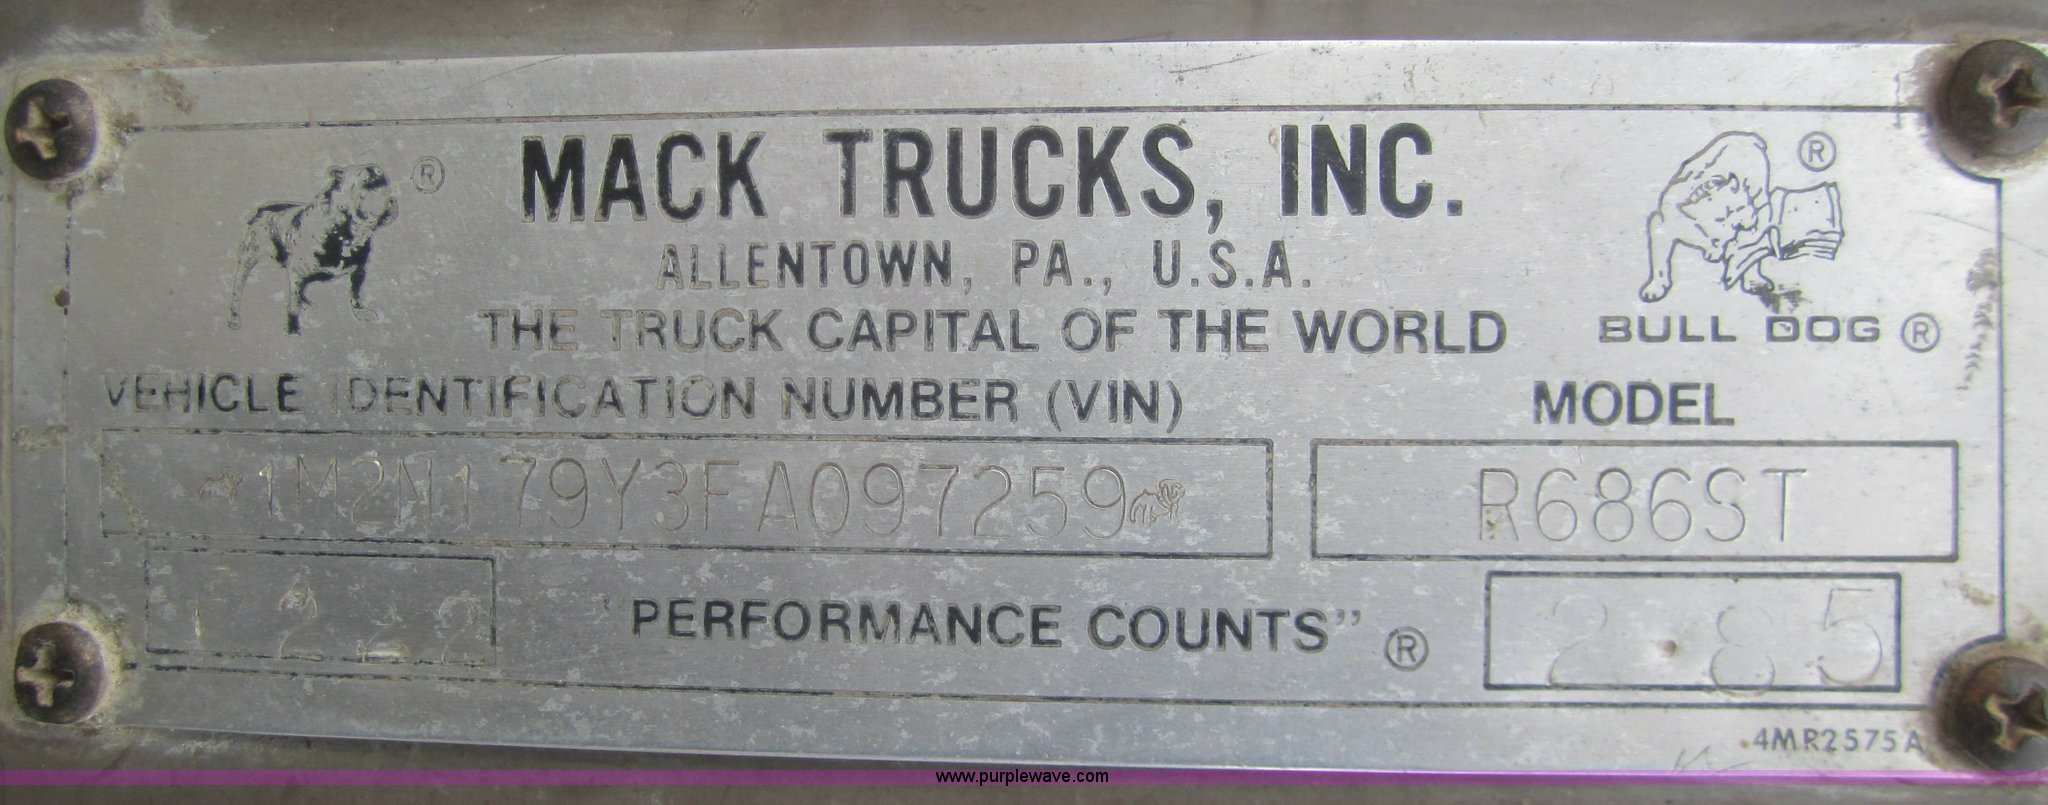 ®
MACK TRUCKS, INC.
®
ALLENTOWN, PA., U.S.A.
THE TRUCK CAPITAL OF THE WORLD
BULL DOG ®
VEHICLE IDENTIFICATION NUMBER (VIN)
MODEL
1M2N179Y3FA097259
R686ST
"PERFORMANCE COUNTS" ®
2 85
4MR2575A
www.purplewave.com